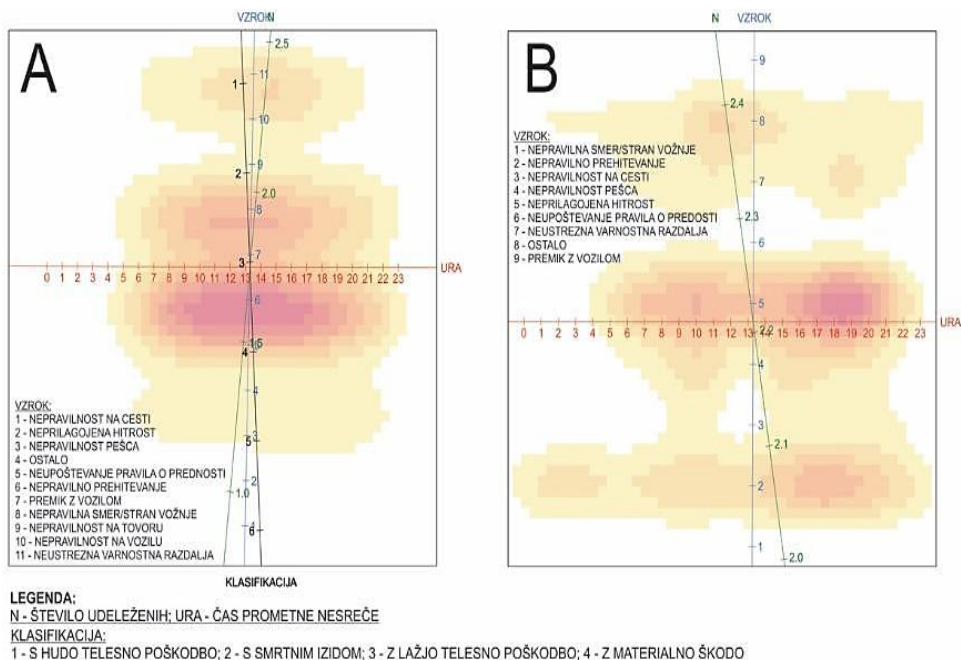 VZROK N
A
2.5
11
1
10
9
2
2.0
8
7
3
URA
0 1 2 3 4 5 6 7 8 9 10 11 12 13 14 15 16 17 18 19 20 21 22 23
6
4
4
3
5
2
1.0
6
VZROK:
1 - NEPRAVILNOST NA CESTI
2 - NEPRILAGOJENA HITROST
3 - NEPRAVILNOST PEŠCA
4 - OSTALO
5 - NEUPOŠTEVANJE PRAVILA O PREDNOSTI
6 - NEPRAVILNO PREHITEVANJE
7 - PREMIK Z VOZILOM
8 - NEPRAVILNA SMER/STRAN VOŽNJE
9 - NEPRAVILNOST NA TOVORU
10 - NEPRAVILNOST NA VOZILU
11 - NEUSTREZNA VARNOSTNA RAZDALJA
KLASIFIKACIJA
N VZROK
B
9
2.4
8
VZROK:
1 - NEPRAVILNA SMER/STRAN VOŽNJE
2 - NEPRAVILNO PREHITEVANJE
3 - NEPRAVILNOST NA CESTI
4 - NEPRAVILNOST PEŠCA
5 - NEPRILAGOJENA HITROST
6 - NEUPOŠTEVANJE PRAVILA O PREDOSTI
7 - NEUSTREZNA VARNOSTNA RAZDALJA
8 - OSTALO
9 - PREMIK Z VOZILOM
7
2.3
6
5
URA
0 1 2 3 4 5 6 7 8 9 10 11 12 13 14 15 16 17 18 19 20 21 22 23
2.2
4
3
2.1
2
1
2.0
LEGENDA:
N - ŠTEVILO UDELEŽENIH; URA - ČAS PROMETNE NESREČE
KLASIFIKACIJA:
1 - S HUDO TELESNO POŠKODBO; 2 - S SMRTNIM IZIDOM; 3 - Z LAŽJO TELESNO POŠKODBO; 4 - Z MATERIALNO ŠKODO